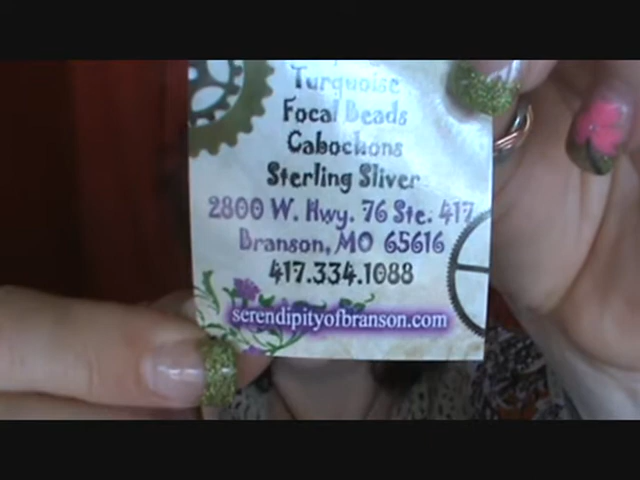 Turquoise
Focal Beads
Cabochons
Sterling Sliver
2800 W. Hwy. 76 Ste. 417
Branson, MO 65616
417.334.1088
serendipityofbranson.com